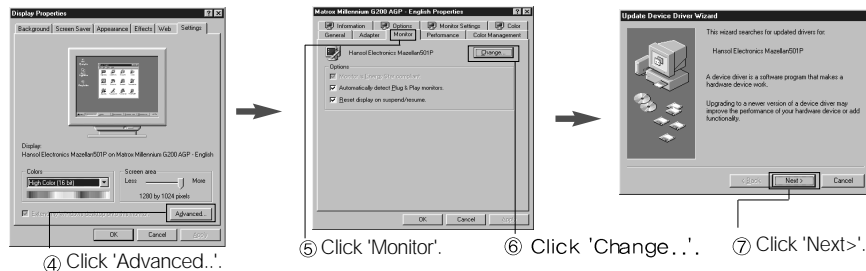 Display Properties
Background Screen Saver Appearance Effects Web Settings
Display:
Hansol Electronics Mazellan501P on Matrox Millennium G200 AGP - English
Colors
High Color (16 bit)
Screen area
Less More
1280 by 1024 pixels
Advanced...
OK Cancel Apply
④ Click 'Advanced..'.
Matrox Millennium G200 AGP - English Properties
Information Options Monitor Settings Color
General Adapter Monitor Performance Color Management
Hansol Electronics Mazellan501P
Change...
Options
Monitor is Energy Star compliant
Automatically detect Plug & Play monitors
Reset display on suspend/resume.
OK Cancel Apply
⑤ Click 'Monitor'.
⑥ Click 'Change..'.
Update Device Driver Wizard
This wizard searches for updated drivers for:
Hansol Electronics Mazellan501P
A device driver is a software program that makes a
hardware device work.
Upgrading to a newer version of a device driver may
improve the performance of your hardware device or add
functionality.
< Back Next > Cancel
⑦ Click 'Next>'.